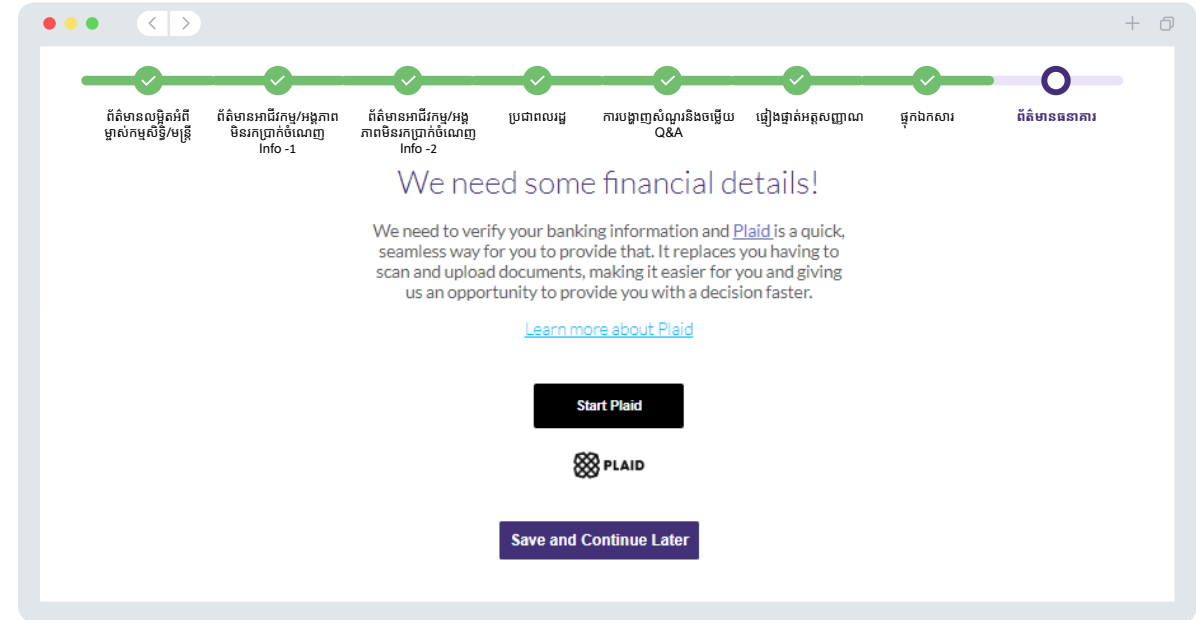 ព័ត៌មានលម្អិតអំពី
ម្ចាស់កម្មសិទ្ធិ/មន្ត្រី
ព័ត៌មានអាជីវកម្ម/អង្គភាព
មិនរកប្រាក់ចំណេញ
Info -1
ព័ត៌មានអាជីវកម្ម/អង្គ
ភាពមិនរកប្រាក់ចំណេញ
Info -2
ប្រជាពលរដ្ឋ
ការបង្ហាញសំណួរនិងចម្លើយ
Q&A
ផ្ទៀងផ្ទាត់អត្តសញ្ញាណ
ផ្ទុកឯកសារ
ព័ត៌មានធនាគារ
We need some financial details!
We need to verify your banking information and Plaid is a quick,
seamless way for you to provide that. It replaces you having to
scan and upload documents, making it easier for you and giving
us an opportunity to provide you with a decision faster.
Learn more about Plaid
Start Plaid
PLAID
Save and Continue Later